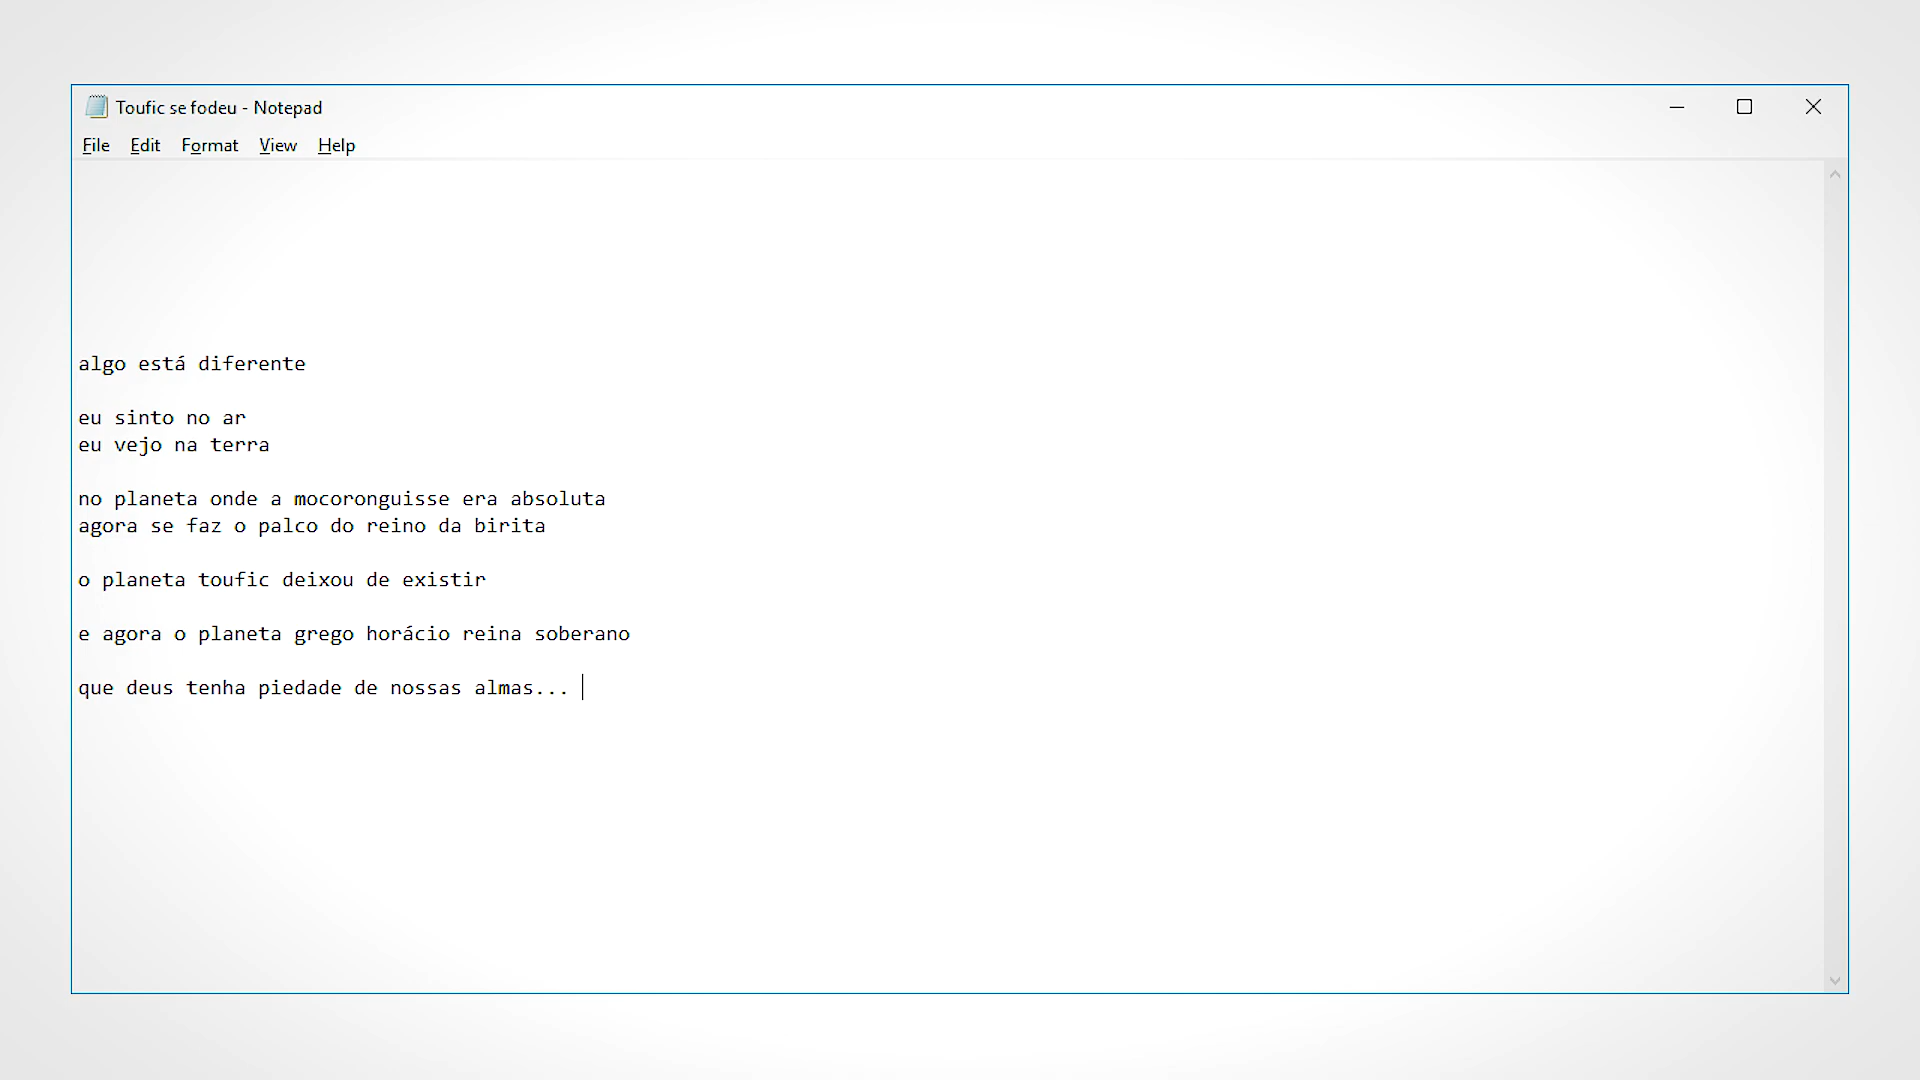 Toufic se fodeu - Notepad
File Edit Format View Help
algo está diferente
eu sinto no ar
eu vejo na terra
no planeta onde a mocoronguisse era absoluta
agora se faz o palco do reino da birita
o planeta toufic deixou de existir
e agora o planeta grego horácio reina soberano
que deus tenha piedade de nossas almas...